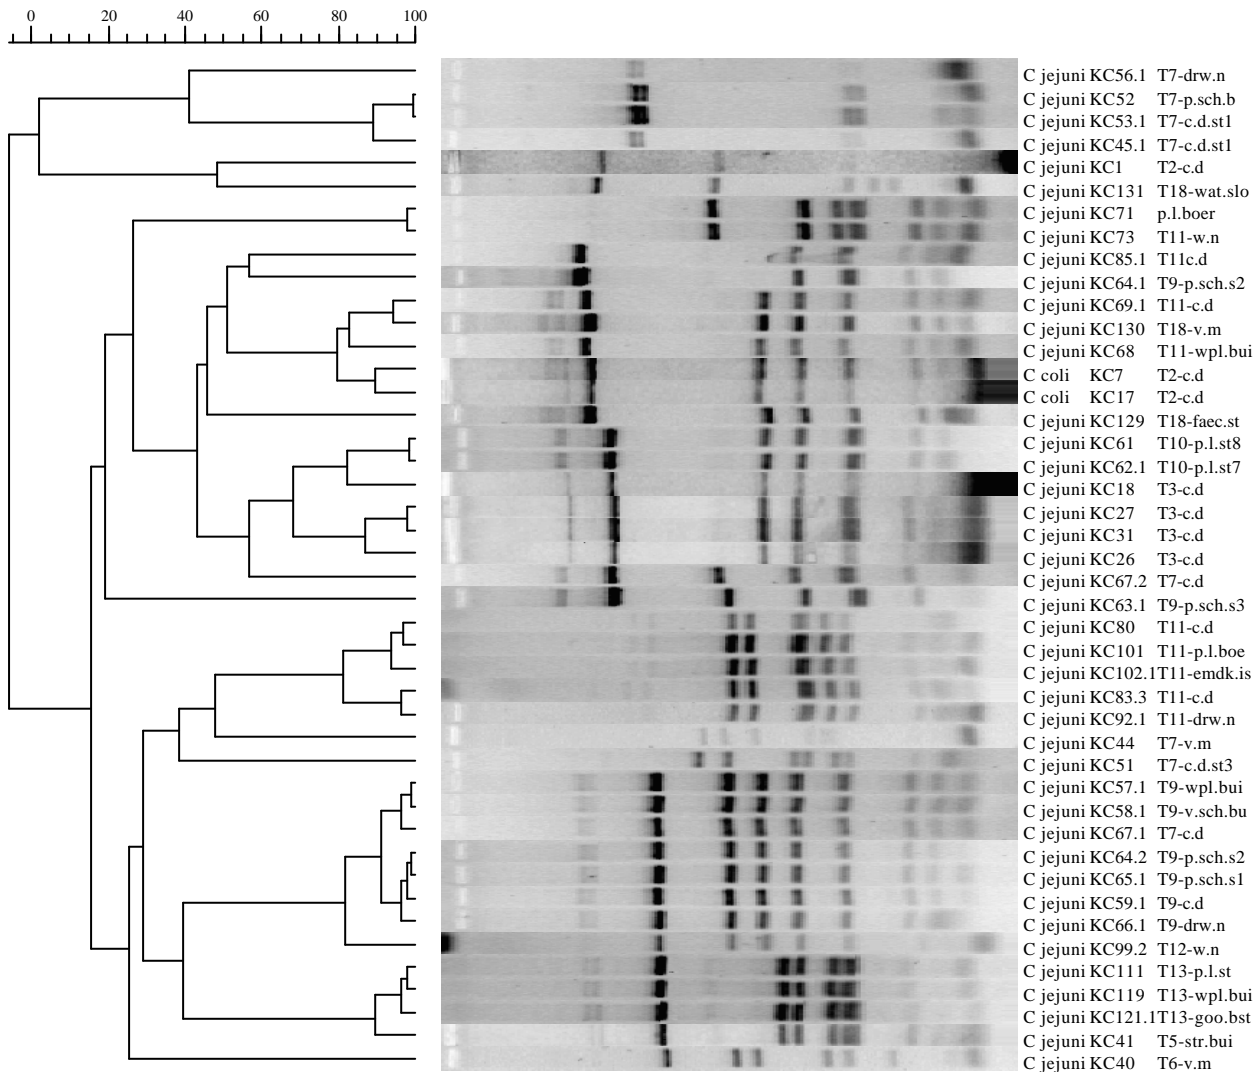 0 20 40 60 80 100
C jejuni KC56.1 T7-drw.n
C jejuni KC52 T7-p.sch.b
C jejuni KC53.1 T7-c.d.st1
C jejuni KC45.1 T7-c.d.st1
C jejuni KC1 T2-c.d
C jejuni KC131 T18-wat.slo
C jejuni KC71 p.l.boer
C jejuni KC73 T11-w.n
C jejuni KC85.1 T11c.d
C jejuni KC64.1 T9-p.sch.s2
C jejuni KC69.1 T11-c.d
C jejuni KC130 T18-v.m
C jejuni KC68 T11-wpl.bui
C coli KC7 T2-c.d
C coli KC17 T2-c.d
C jejuni KC129 T18-faec.st
C jejuni KC61 T10-p.l.st8
C jejuni KC62.1 T10-p.l.st7
C jejuni KC18 T3-c.d
C jejuni KC27 T3-c.d
C jejuni KC31 T3-c.d
C jejuni KC26 T3-c.d
C jejuni KC67.2 T7-c.d
C jejuni KC63.1 T9-p.sch.s3
C jejuni KC80 T11-c.d
C jejuni KC101 T11-p.l.boe
C jejuni KC102.1T11-emdk.is
C jejuni KC83.3 T11-c.d
C jejuni KC92.1 T11-drw.n
C jejuni KC44 T7-v.m
C jejuni KC51 T7-c.d.st3
C jejuni KC57.1 T9-wpl.bui
C jejuni KC58.1 T9-v.sch.bu
C jejuni KC67.1 T7-c.d
C jejuni KC64.2 T9-p.sch.s2
C jejuni KC65.1 T9-p.sch.s1
C jejuni KC59.1 T9-c.d
C jejuni KC66.1 T9-drw.n
C jejuni KC99.2 T12-w.n
C jejuni KC111 T13-p.l.st
C jejuni KC119 T13-wpl.bui
C jejuni KC121.1T13-goo.bst
C jejuni KC41 T5-str.bui
C jejuni KC40 T6-v.m